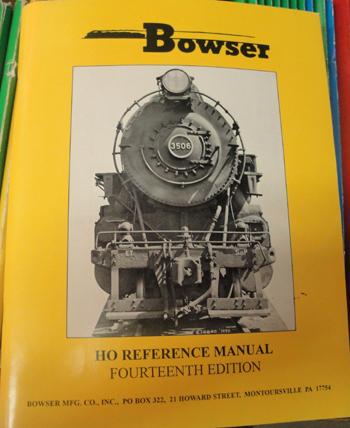 Bowser
3506
HO REFERENCE MANUAL
FOURTEENTH EDITION
BOWSER MFG. CO., INC., PO BOX 322, 21 HOWARD STREET, MONTOURSVILLE PA 17754